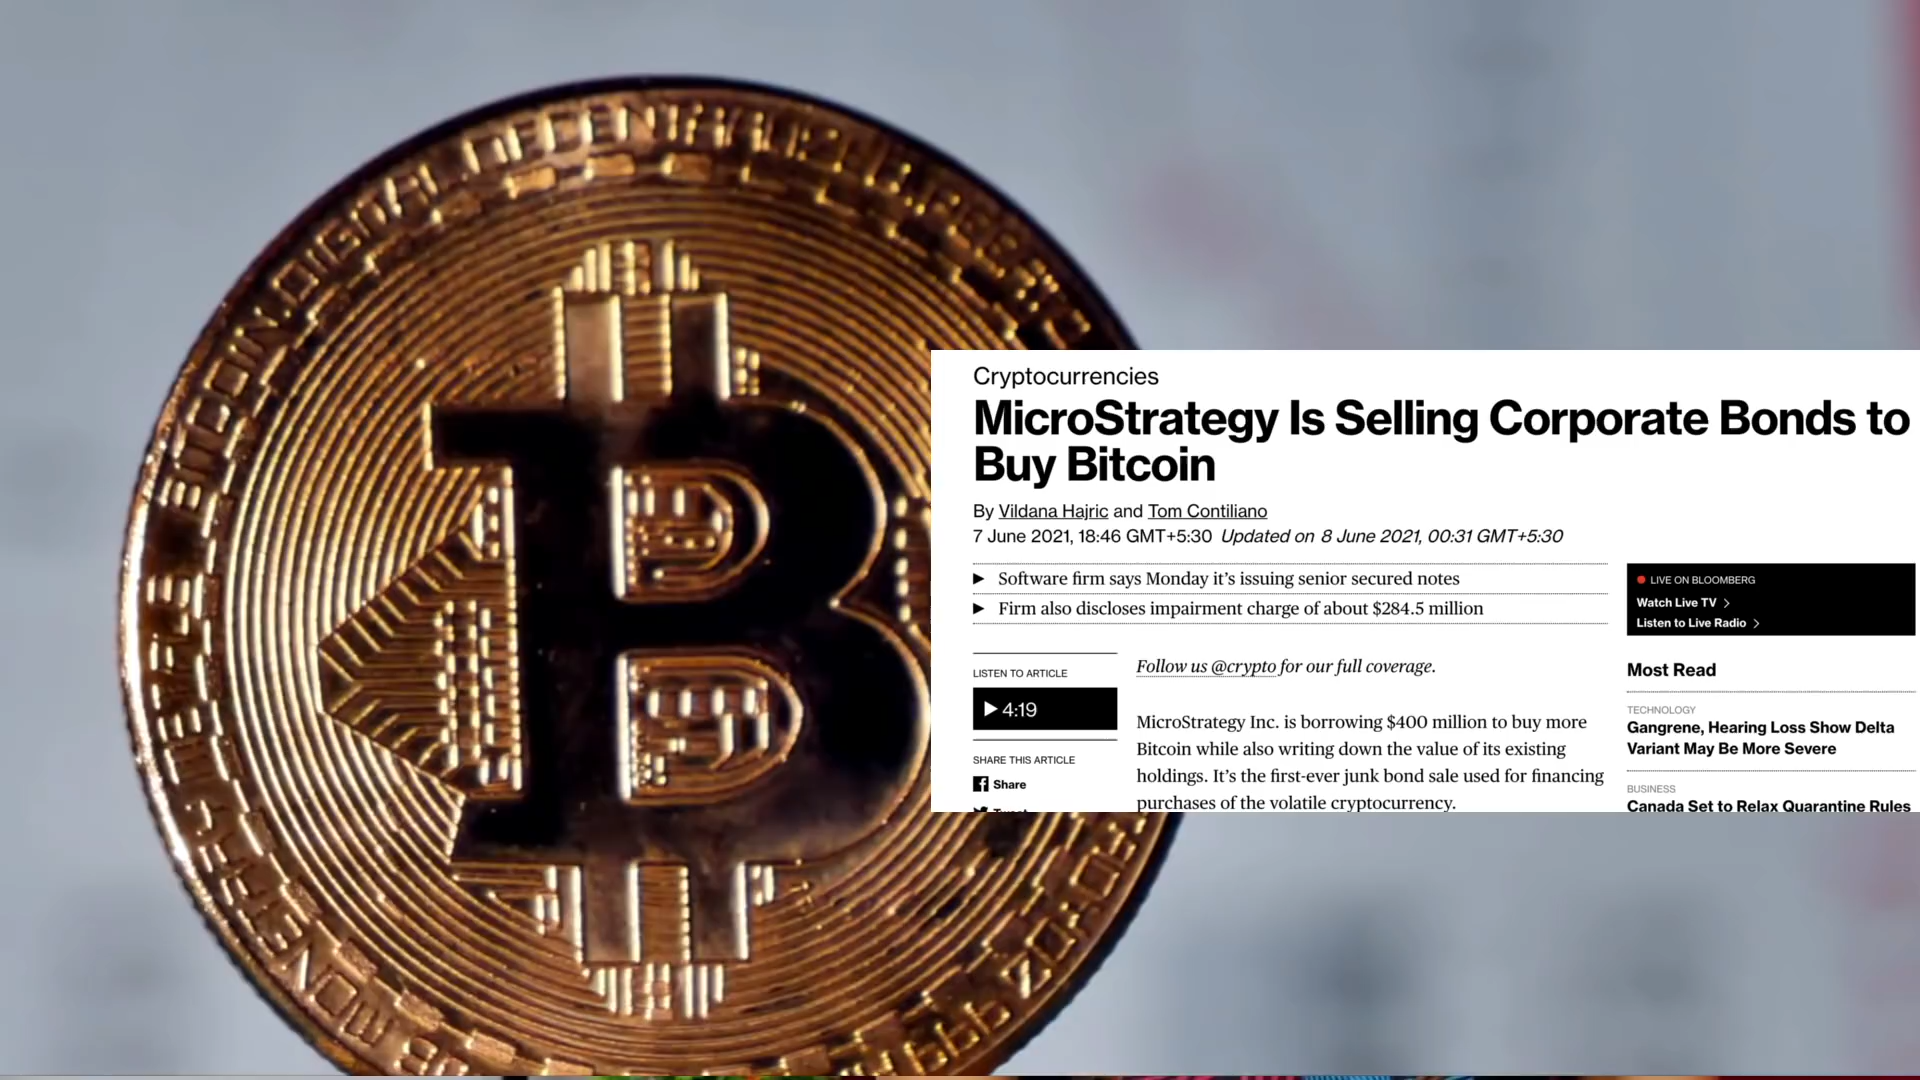 BITCOIN.DIGITAL.DECENTRALIZED.PEER TO
Cryptocurrencies
MicroStrategy Is Selling Corporate Bonds to
Buy Bitcoin
By Vildana Hajric and Tom Contiliano
7 June 2021, 18:46 GMT+5:30 Updated on 8 June 2021, 00:31 GMT+5:30
▶ Software firm says Monday it’s issuing senior secured notes
▶ Firm also discloses impairment charge of about $284.5 million
LIVE ON BLOOMBERG
Watch Live TV >
Listen to Live Radio >
LISTEN TO ARTICLE
▶ 4:19
SHARE THIS ARTICLE
Share
Tweet
Follow us @crypto for our full coverage.
MicroStrategy Inc. is borrowing $400 million to buy more
Bitcoin while also writing down the value of its existing
holdings. It’s the first-ever junk bond sale used for financing
purchases of the volatile cryptocurrency.
Most Read
TECHNOLOGY
Gangrene, Hearing Loss Show Delta
Variant May Be More Severe
BUSINESS
Canada Set to Relax Quarantine Rules